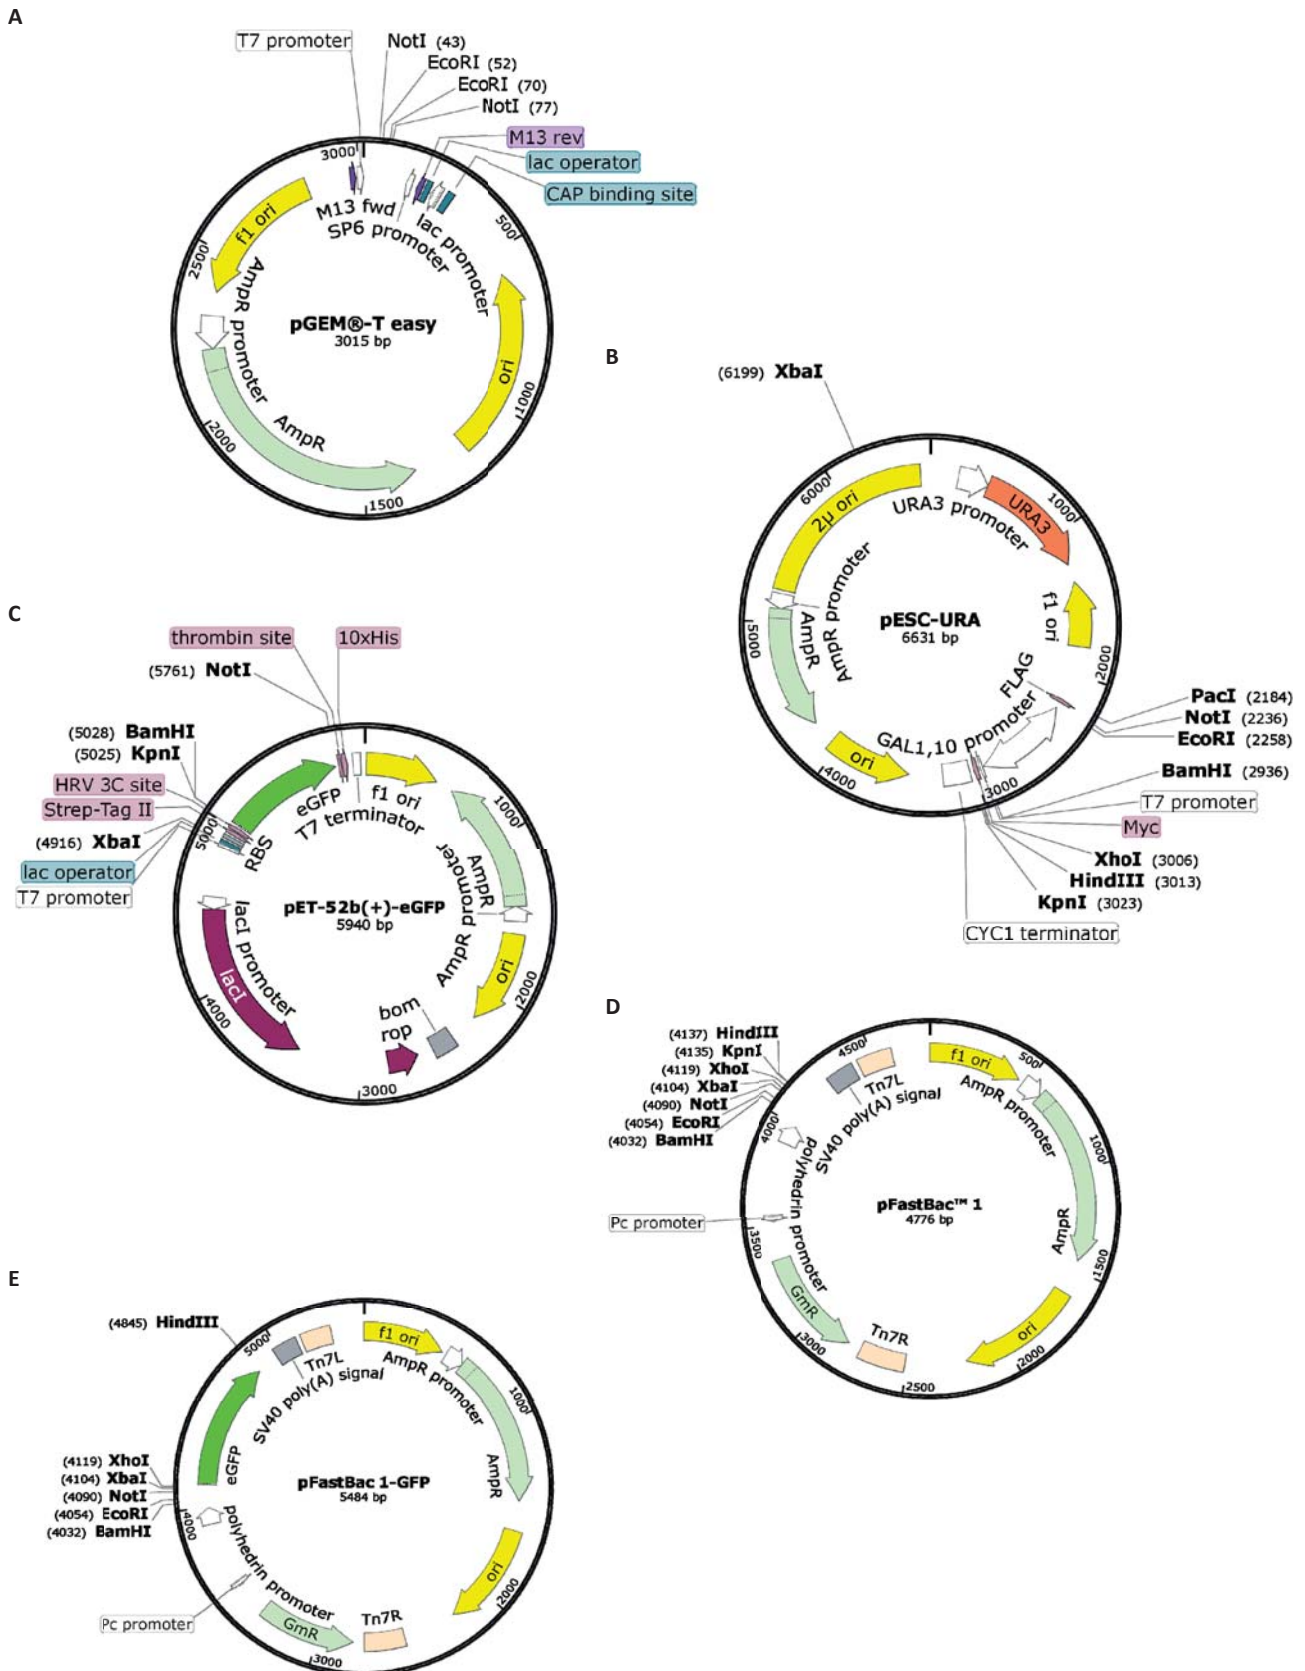 A
T7 promoter
NotI (43)
EcoRI (52)
EcoRI (70)
NotI (77)
M13 rev
lac operator
CAP binding site
3000
500
1000
1500
2000
2500
M13 fwd
SP6 promoter
lac promoter
f1 ori
AmpR promoter
AmpR
ori
pGEM®-T easy
3015 bp
B
(6199) XbaI
6000
1000
2000
3000
4000
5000
2μ ori
URA3 promoter
URA3
f1 ori
AmpR promoter
AmpR
ori
pESC-URA
6631 bp
FLAG
GAL1,10 promoter
PacI (2184)
NotI (2236)
EcoRI (2258)
BamHI (2936)
T7 promoter
Myc
XhoI (3006)
HindIII (3013)
KpnI (3023)
CYC1 terminator
C
thrombin site
10xHis
(5761) NotI
(5028) BamHI
(5025) KpnI
HRV 3C site
Strep-Tag II
(4916) XbaI
lac operator
T7 promoter
5000
1000
2000
3000
4000
RBS
eGFP
T7 terminator
f1 ori
AmpR
AmpR promoter
ori
bom
rop
lacI promoter
lacI
pET-52b(+)-eGFP
5940 bp
D
(4137) HindIII
(4135) KpnI
(4119) XhoI
(4104) XbaI
(4090) NotI
(4054) EcoRI
(4032) BamHI
4500
500
1000
1500
2000
2500
3000
3500
4000
Tn7L
SV40 poly(A) signal
f1 ori
AmpR promoter
AmpR
ori
Tn7R
GmR
Pc promoter
polyhedrin promoter
pFastBac™ 1
4776 bp
E
(4845) HindIII
5000
1000
2000
3000
4000
(4119) XhoI
(4104) XbaI
(4090) NotI
(4054) EcoRI
(4032) BamHI
Tn7L
SV40 poly(A) signal
f1 ori
AmpR promoter
AmpR
ori
Tn7R
GmR
Pc promoter
polyhedrin promoter
eGFP
pFastBac 1-GFP
5484 bp